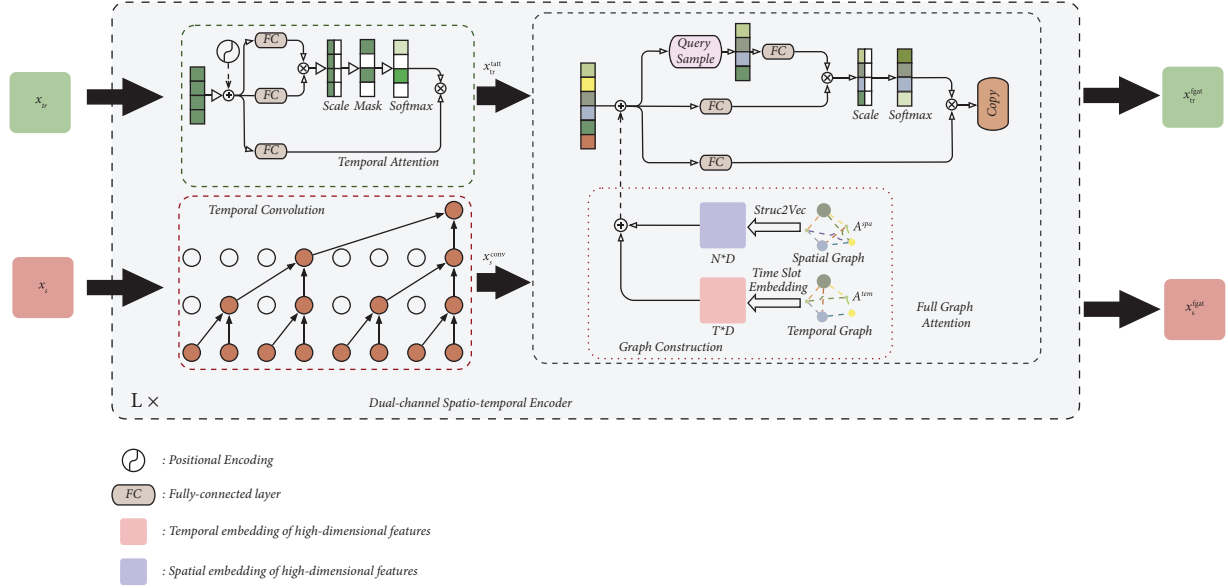 x_tr
FC
FC
FC
Scale Mask Softmax
Temporal Attention
x_tr^tatt
Query
Sample
FC
FC
FC
Scale Softmax
Copy
x_tr^fgat
x_s
Temporal Convolution
x_s^conv
Struc2Vec
N*D
A^spa
Spatial Graph
Time Slot
Embedding
T*D
A^tem
Temporal Graph
Graph Construction
Full Graph
Attention
x_s^fgat
L ×
Dual-channel Spatio-temporal Encoder
: Positional Encoding
FC : Fully-connected layer
: Temporal embedding of high-dimensional features
: Spatial embedding of high-dimensional features